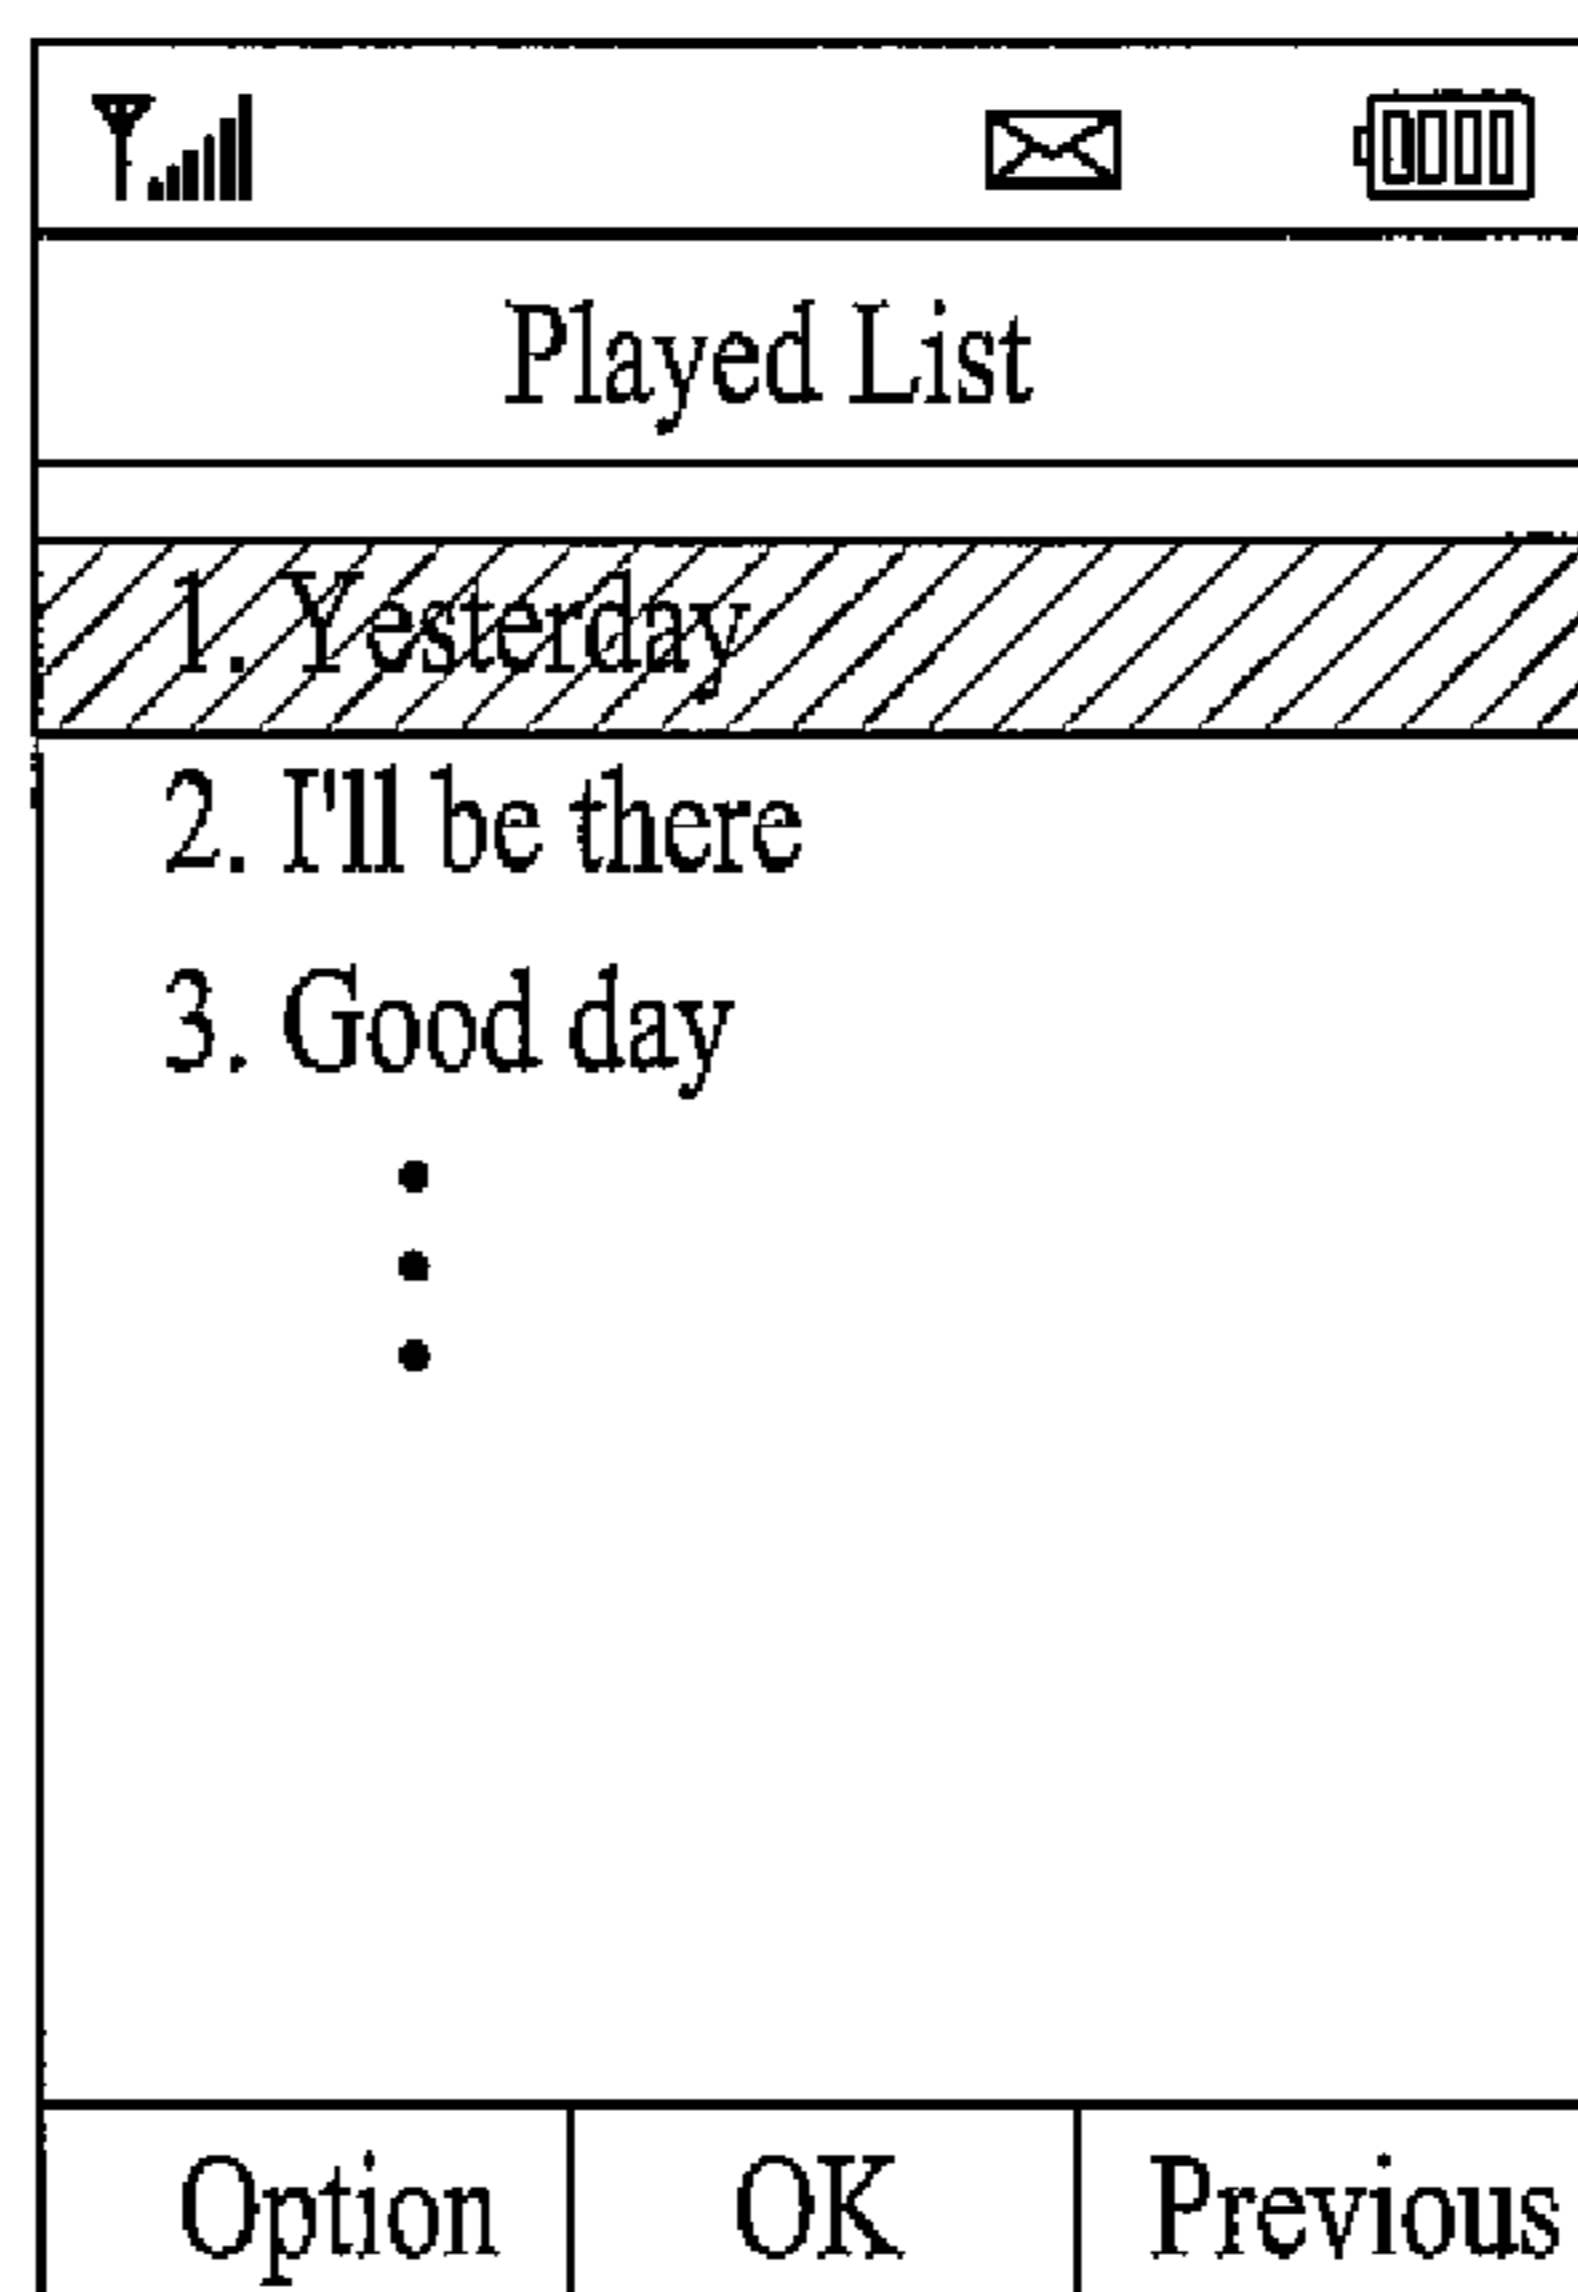 Played List
1. Yesterday
2. I'll be there
3. Good day
Option OK Previous